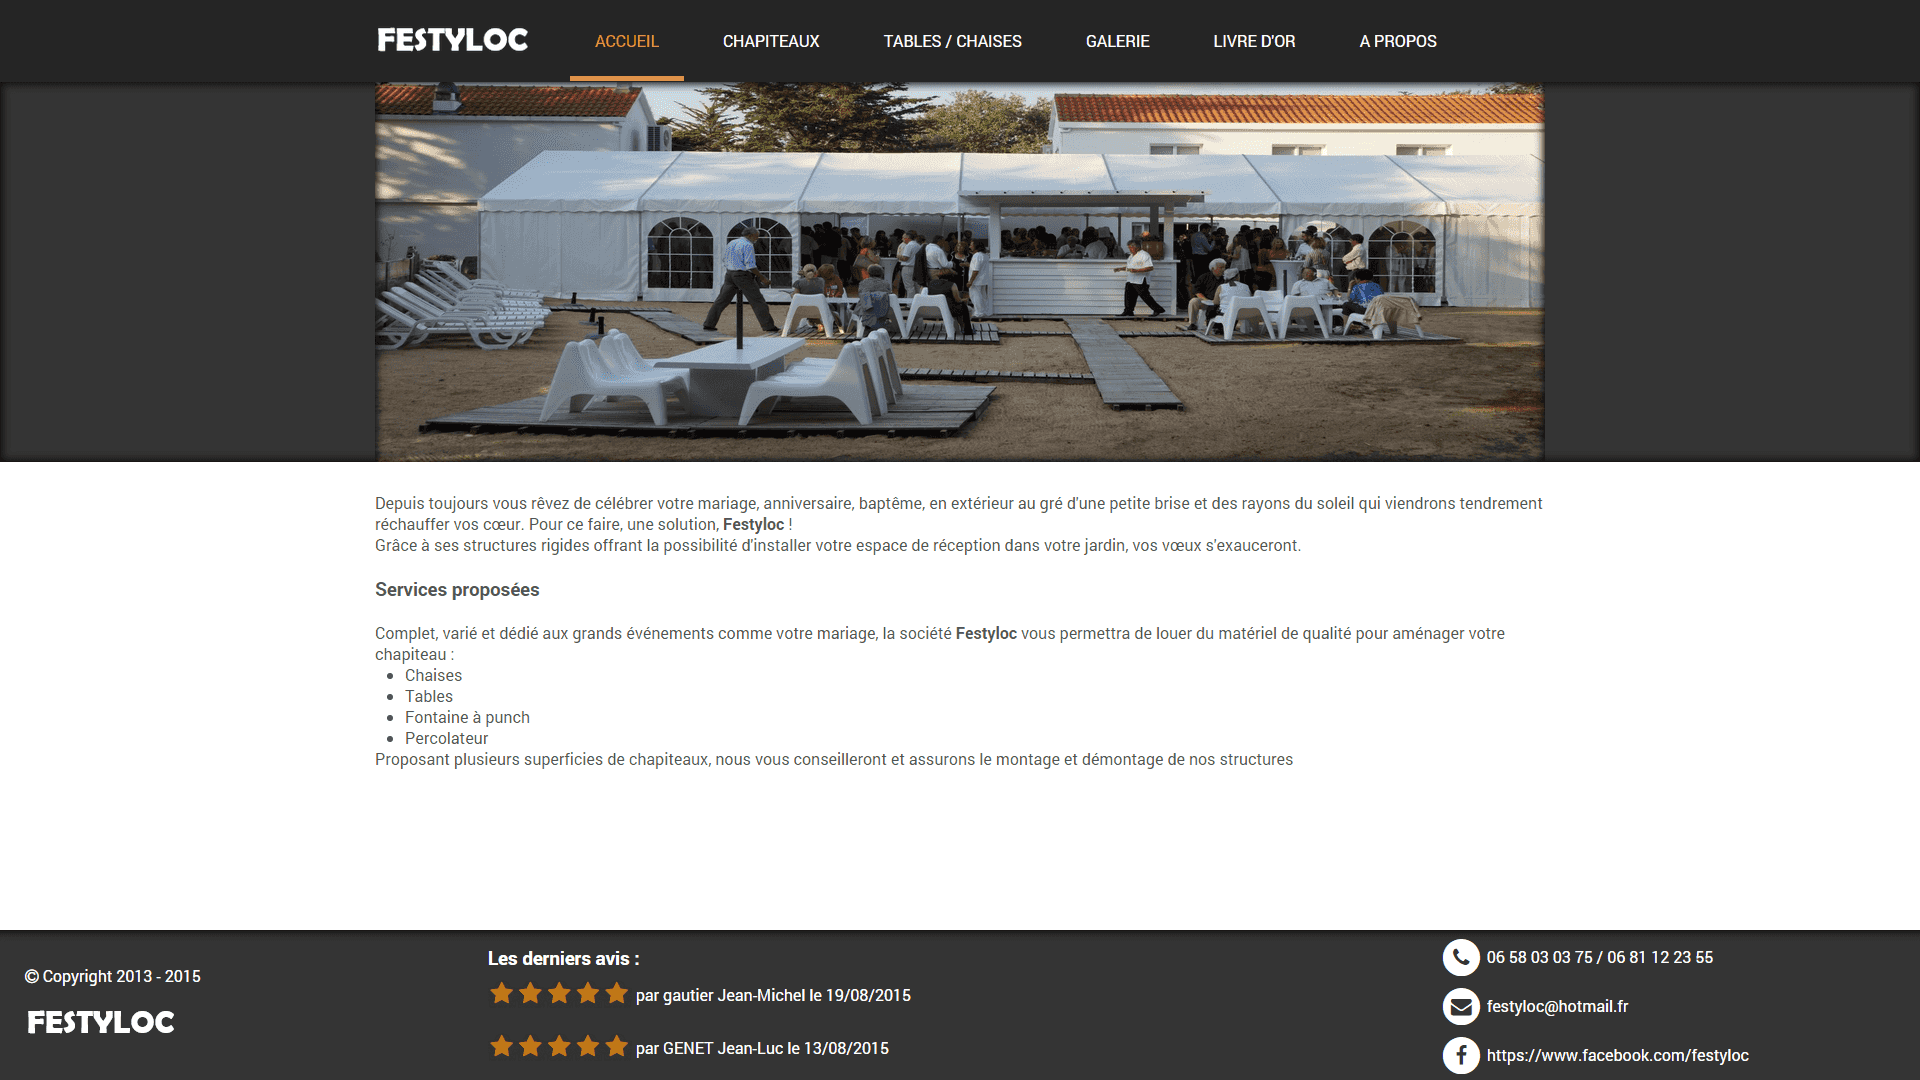 FESTYLOC ACCUEIL CHAPITEAUX TABLES / CHAISES GALERIE LIVRE D'OR A PROPOS
Depuis toujours vous rêvez de célébrer votre mariage, anniversaire, baptême, en extérieur au gré d'une petite brise et des rayons du soleil qui viendrons tendrement
réchauffer vos cœur. Pour ce faire, une solution, Festyloc !
Grâce à ses structures rigides offrant la possibilité d'installer votre espace de réception dans votre jardin, vos vœux s'exauceront.
Services proposées
Complet, varié et dédié aux grands événements comme votre mariage, la société Festyloc vous permettra de louer du matériel de qualité pour aménager votre
chapiteau :
Chaises
Tables
Fontaine à punch
Percolateur
Proposant plusieurs superficies de chapiteaux, nous vous conseilleront et assurons le montage et démontage de nos structures
© Copyright 2013 - 2015
FESTYLOC
Les derniers avis :
par gautier Jean-Michel le 19/08/2015
par GENET Jean-Luc le 13/08/2015
06 58 03 03 75 / 06 81 12 23 55
festyloc@hotmail.fr
https://www.facebook.com/festyloc